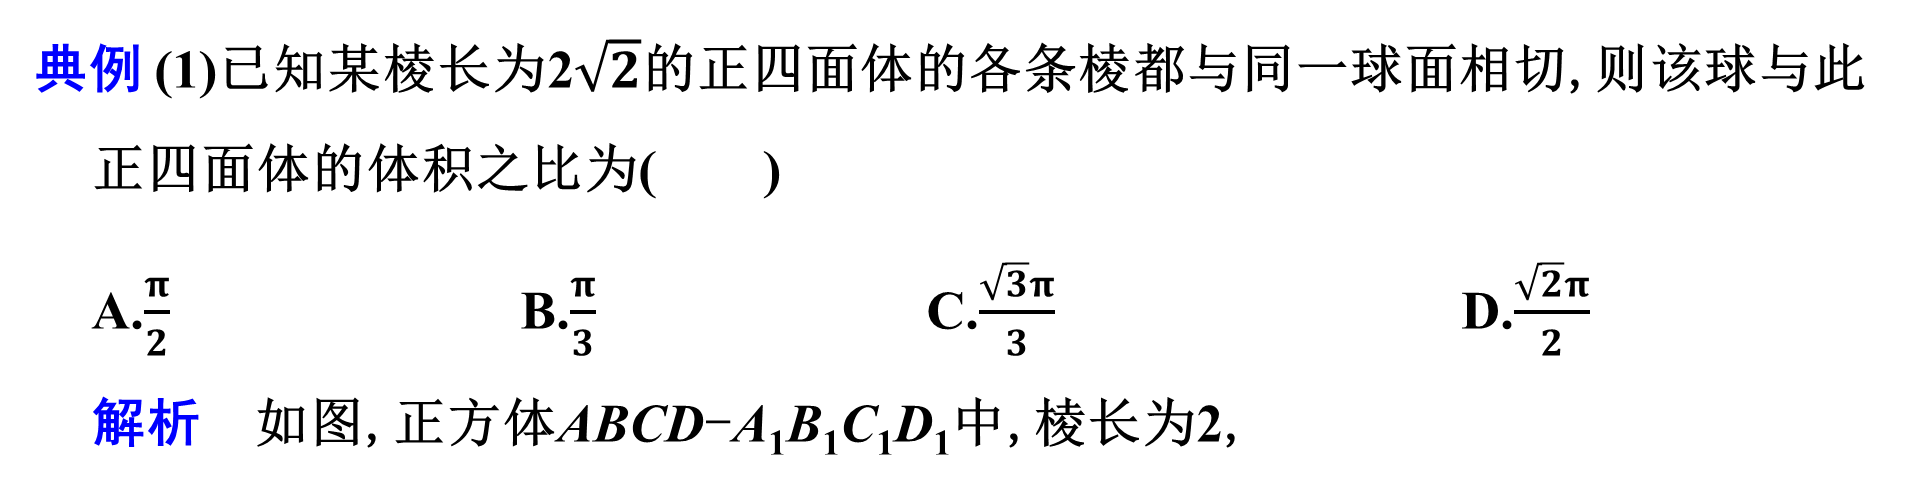 典例 (1)已知某棱长为2√2的正四面体的各条棱都与同一球面相切,则该球与此
正四面体的体积之比为(  )
A.π/2 B.π/3 C.√3π/3 D.√2π/2
解析 如图,正方体ABCD-A₁B₁C₁D₁中,棱长为2,